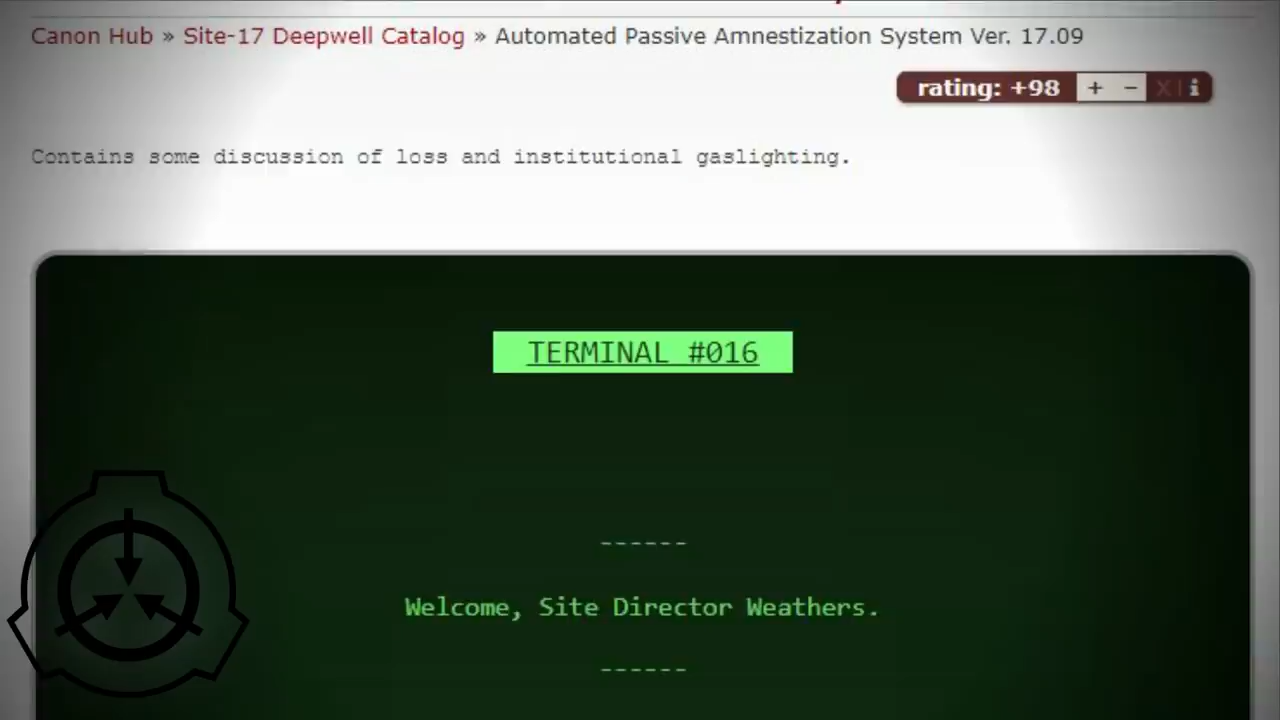 Canon Hub » Site-17 Deepwell Catalog » Automated Passive Amnestization System Ver. 17.09
rating: +98 + − X i
Contains some discussion of loss and institutional gaslighting.
TERMINAL #016
------
Welcome, Site Director Weathers.
------